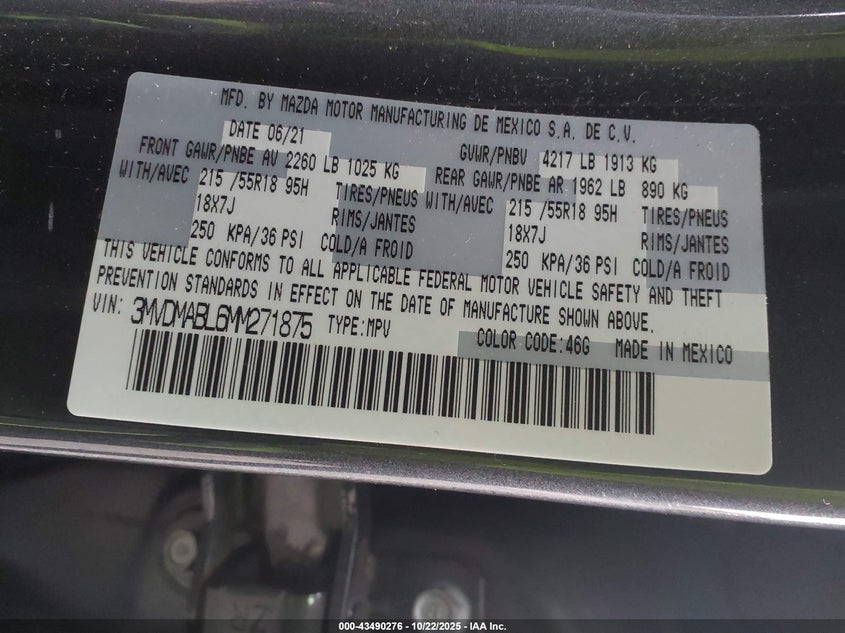 MFD. BY MAZDA MOTOR MANUFACTURING DE MEXICO S.A. DE C.V.
DATE 06/21 GVWR/PNBV 4217 LB 1913 KG
FRONT GAWR/PNBE AV 2260 LB 1025 KG REAR GAWR/PNBE AR 1962 LB 890 KG
WITH/AVEC 215 /55R18 95H TIRES/PNEUS WITH/AVEC 215 /55R18 95H TIRES/PNEUS
18X7J RIMS/JANTES 18X7J RIMS/JANTES
250 KPA/36 PSI COLD/A FROID 250 KPA/36 PSI COLD/A FROID
THIS VEHICLE CONFORMS TO ALL APPLICABLE FEDERAL MOTOR VEHICLE SAFETY AND THEFT
PREVENTION STANDARDS IN EFFECT ON THE DATE OF MANUFACTURE SHOWN ABOVE.
VIN: 3MVDMABL6MM271875 TYPE:MPV COLOR CODE:46G MADE IN MEXICO
000-43490276 - 10/22/2025 - IAA Inc.